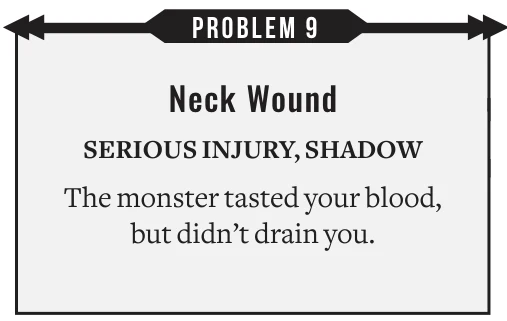 PROBLEM 9
Neck Wound
SERIOUS INJURY, SHADOW
The monster tasted your blood,
but didn’t drain you.